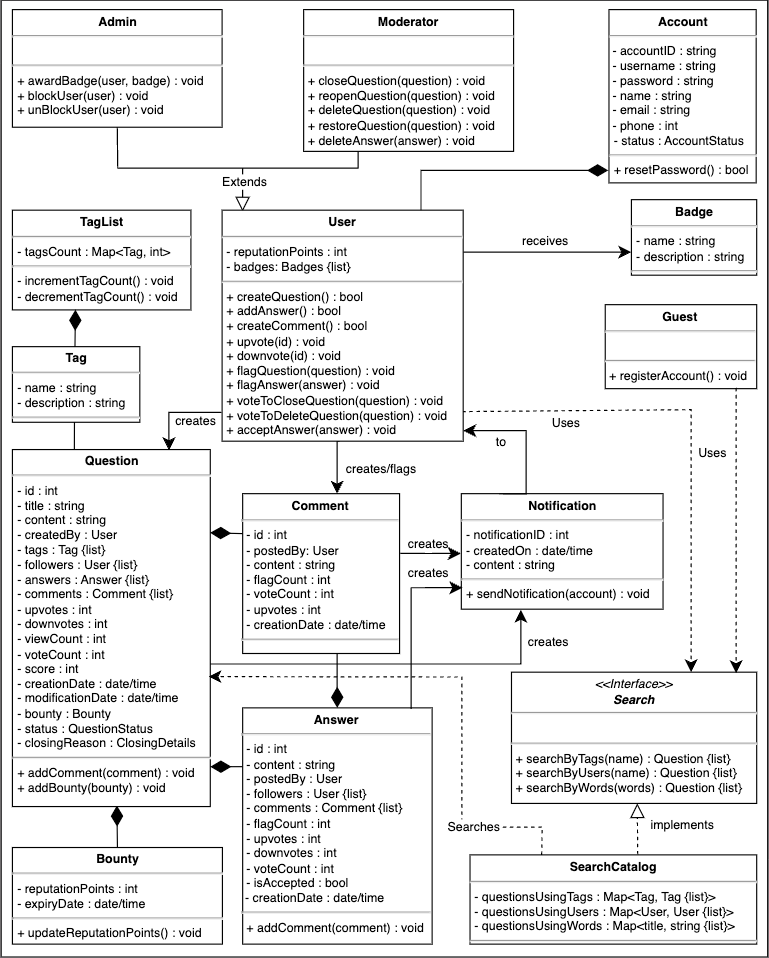 Admin
+ awardBadge(user, badge) : void
+ blockUser(user) : void
+ unBlockUser(user) : void
Moderator
+ closeQuestion(question) : void
+ reopenQuestion(question) : void
+ deleteQuestion(question) : void
+ restoreQuestion(question) : void
+ deleteAnswer(answer) : void
Account
- accountID : string
- username : string
- password : string
- name : string
- email : string
- phone : int
- status : AccountStatus
+ resetPassword() : bool
Extends
TagList
- tagsCount : Map<Tag, int>
- incrementTagCount() : void
- decrementTagCount() : void
User
- reputationPoints : int
- badges: Badges {list}
+ createQuestion() : bool
+ addAnswer() : bool
+ createComment() : bool
+ upvote(id) : void
+ downvote(id) : void
+ flagQuestion(question) : void
+ flagAnswer(answer) : void
+ voteToCloseQuestion(question) : void
+ voteToDeleteQuestion(question) : void
+ acceptAnswer(answer) : void
receives
Badge
- name : string
- description : string
Guest
+ registerAccount() : void
Tag
- name : string
- description : string
creates
Uses
Uses
to
creates/flags
Question
- id : int
- title : string
- content : string
- createdBy : User
- tags : Tag {list}
- followers : User {list}
- answers : Answer {list}
- comments : Comment {list}
- upvotes : int
- downvotes : int
- viewCount : int
- voteCount : int
- score : int
- creationDate : date/time
- modificationDate : date/time
- bounty : Bounty
- status : QuestionStatus
- closingReason : ClosingDetails
+ addComment(comment) : void
+ addBounty(bounty) : void
Comment
- id : int
- postedBy: User
- content : string
- flagCount : int
- voteCount : int
- upvotes : int
- creationDate : date/time
creates
creates
Notification
- notificationID : int
- createdOn : date/time
- content : string
+ sendNotification(account) : void
creates
<<Interface>>
Search
+ searchByTags(name) : Question {list}
+ searchByUsers(name) : Question {list}
+ searchByWords(words) : Question {list}
Answer
- id : int
- content : string
- postedBy : User
- followers : User {list}
- comments : Comment {list}
- flagCount : int
- upvotes : int
- downvotes : int
- voteCount : int
- isAccepted : bool
- creationDate : date/time
+ addComment(comment) : void
Searches
implements
Bounty
- reputationPoints : int
- expiryDate : date/time
+ updateReputationPoints() : void
SearchCatalog
- questionsUsingTags : Map<Tag, Tag {list}>
- questionsUsingUsers : Map<User, User {list}>
- questionsUsingWords : Map<title, string {list}>